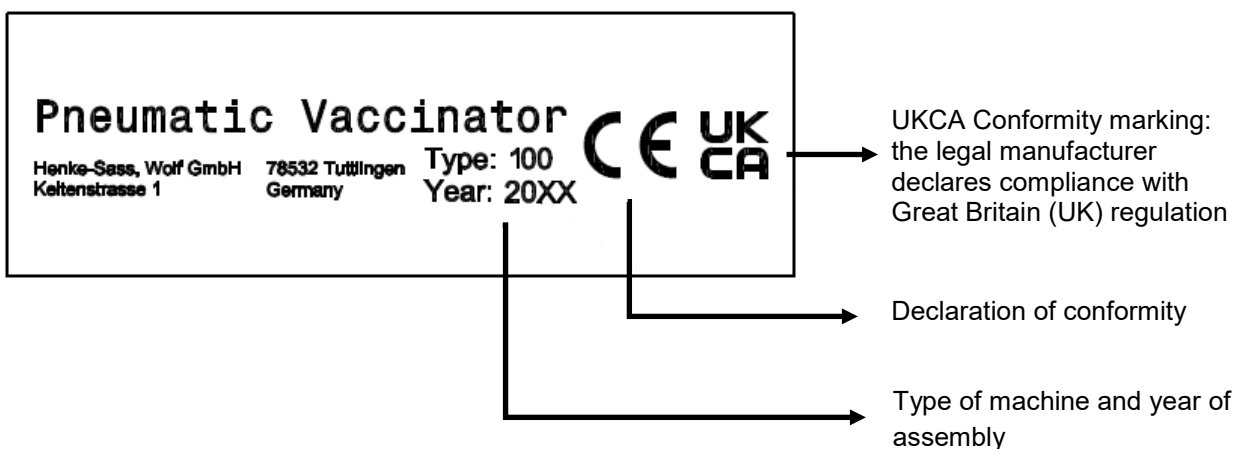 Pneumatic Vaccinator
Henke-Sass, Wolf GmbH
Keltenstrasse 1
78532 Tuttlingen
Germany
Type: 100
Year: 20XX
CE
UK
CA
UKCA Conformity marking:
the legal manufacturer
declares compliance with
Great Britain (UK) regulation
Declaration of conformity
Type of machine and year of
assembly